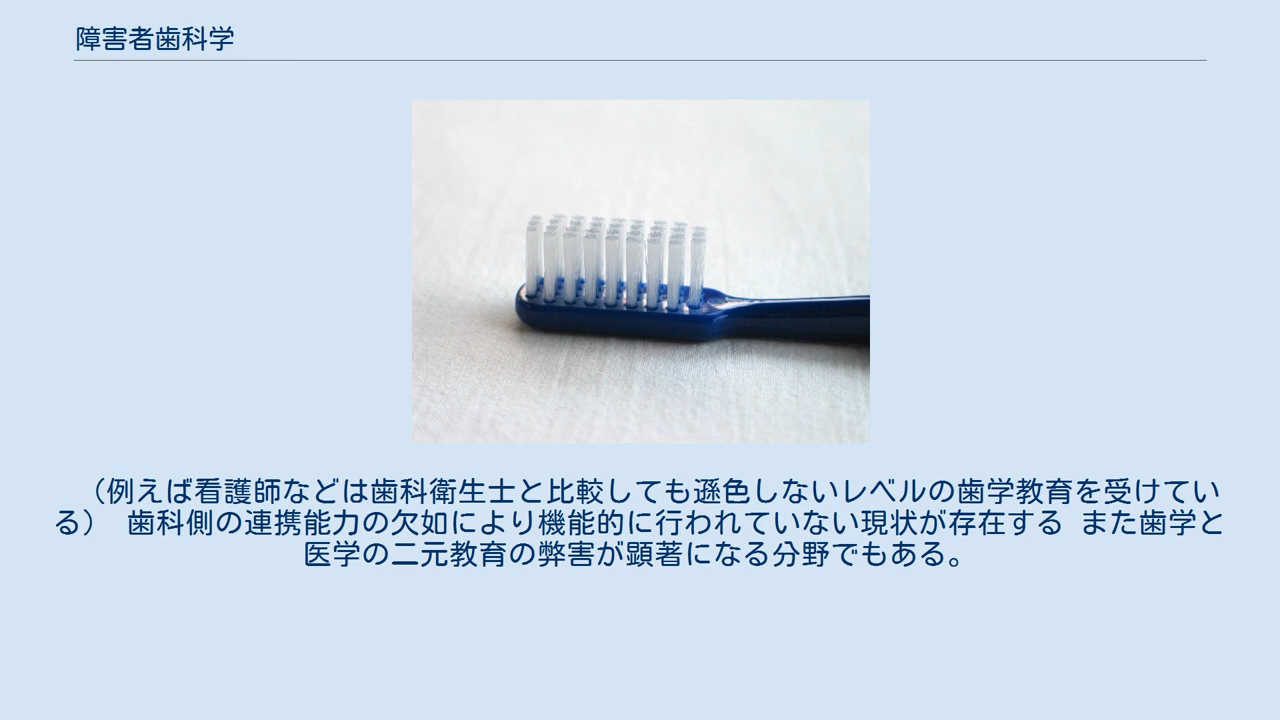 障害者歯科学
（例えば看護師などは歯科衛生士と比較しても遜色しないレベルの歯学教育を受けてい
る） 歯科側の連携能力の欠如により機能的に行われていない現状が存在する また歯学と
医学の二元教育の弊害が顕著になる分野でもある。